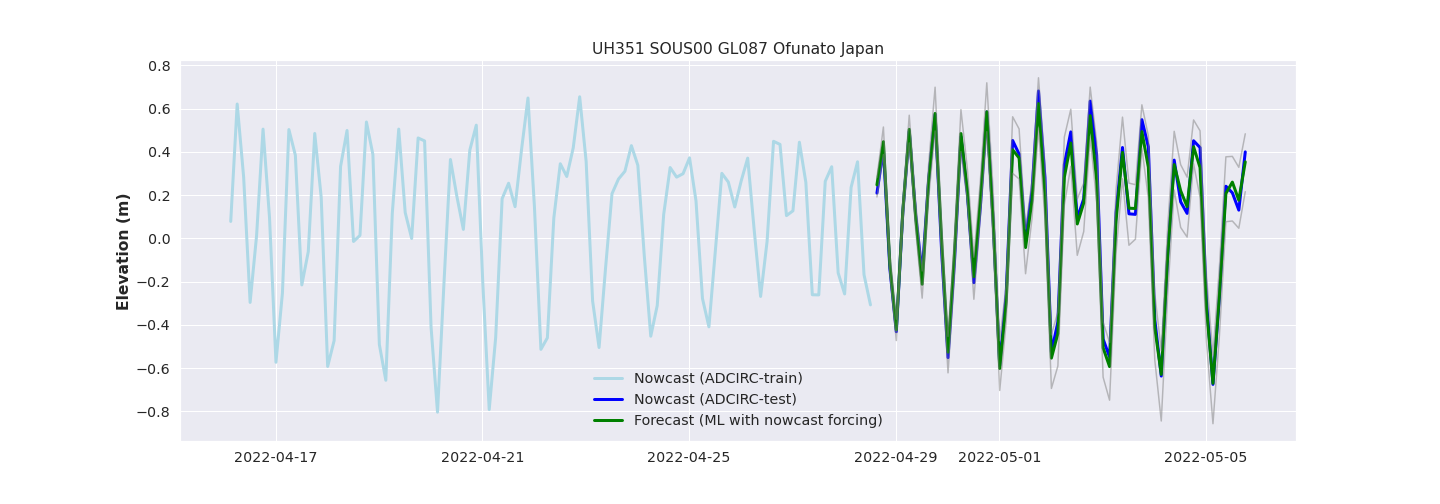 UH351 SOUS00 GL087 Ofunato Japan
0.8
0.6
0.4
0.2
0.0
−0.2
−0.4
−0.6
−0.8
Elevation (m)
Nowcast (ADCIRC-train)
Nowcast (ADCIRC-test)
Forecast (ML with nowcast forcing)
2022-04-17 2022-04-21 2022-04-25 2022-04-29 2022-05-01 2022-05-05